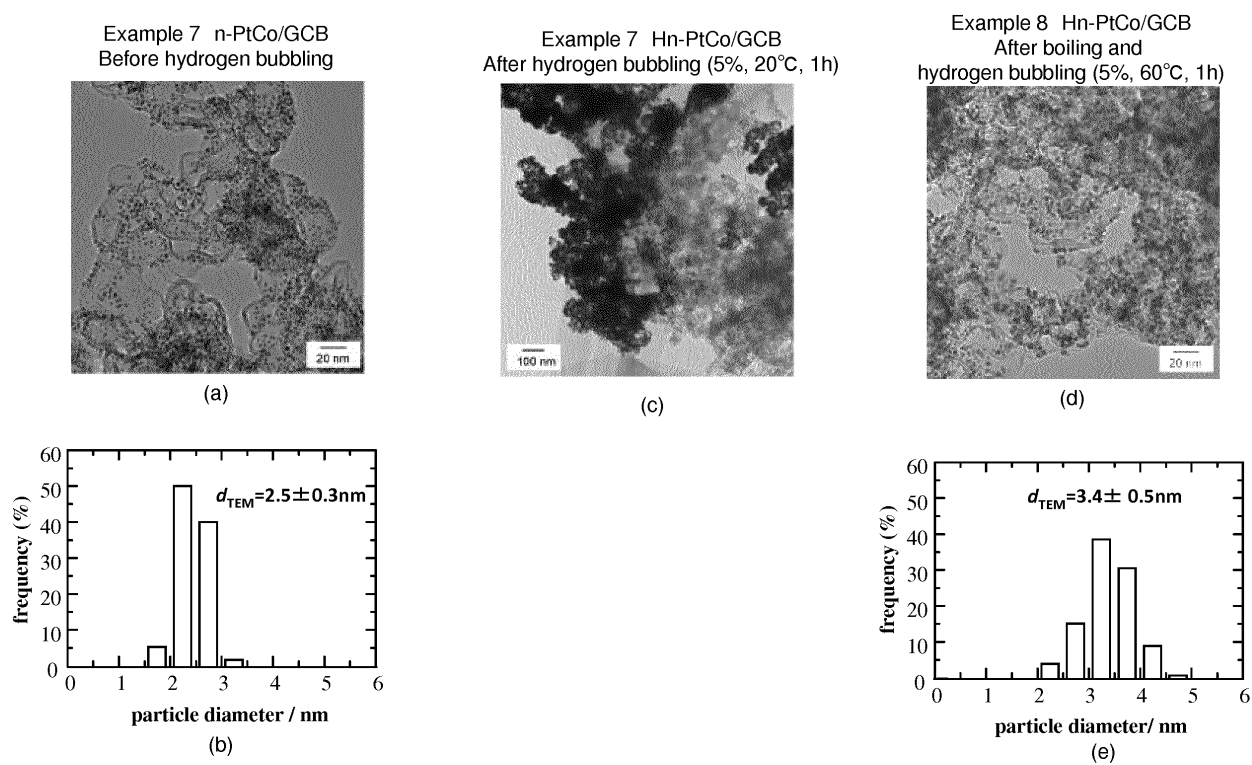 Example 7 n-PtCo/GCB
Before hydrogen bubbling
20 nm
(a)
Example 7 Hn-PtCo/GCB
After hydrogen bubbling (5%, 20°C, 1h)
100 nm
(c)
Example 8 Hn-PtCo/GCB
After boiling and
hydrogen bubbling (5%, 60°C, 1h)
20 nm
(d)
60
50
40
30
20
10
0
frequency (%)
dTEM=2.5±0.3nm
0 1 2 3 4 5 6
particle diameter / nm
(b)
60
50
40
30
20
10
0
frequency (%)
dTEM=3.4± 0.5nm
0 1 2 3 4 5 6
particle diameter/ nm
(e)